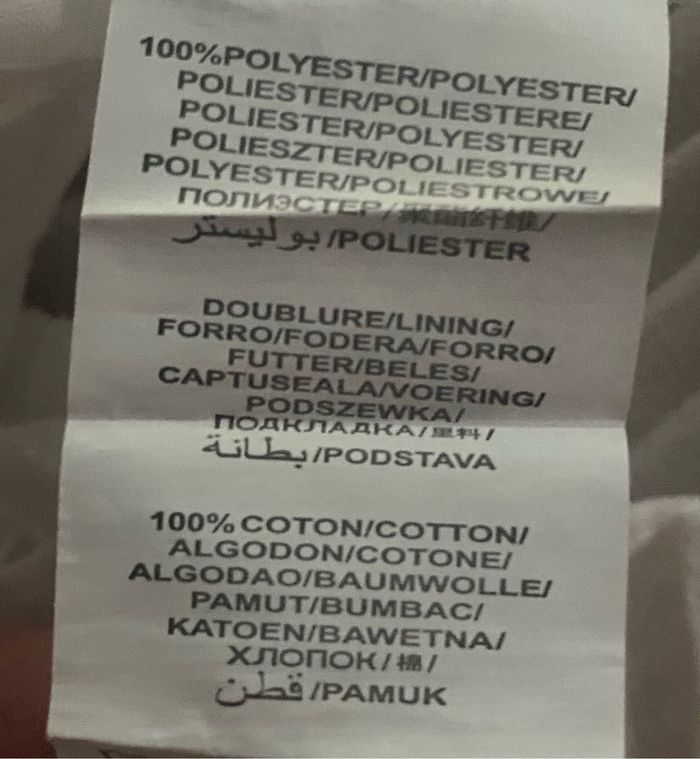 100%POLYESTER/POLYESTER/
POLIESTER/POLIESTERE/
POLIESTER/POLYESTER/
POLIESZTER/POLIESTER/
POLYESTER/POLIESTROWE/
ПОЛИЭСТЕР/聚酯纤维/
بوليستر/POLIESTER
DOUBLURE/LINING/
FORRO/FODERA/FORRO/
FUTTER/BELES/
CAPTUSEALA/VOERING/
PODSZEWKA/
ПОДКЛАДКА/里料/
بطانة/PODSTAVA
100%COTON/COTTON/
ALGODON/COTONE/
ALGODAO/BAUMWOLLE/
PAMUT/BUMBAC/
KATOEN/BAWETNA/
ХЛОПОК/棉/
قطن/PAMUK